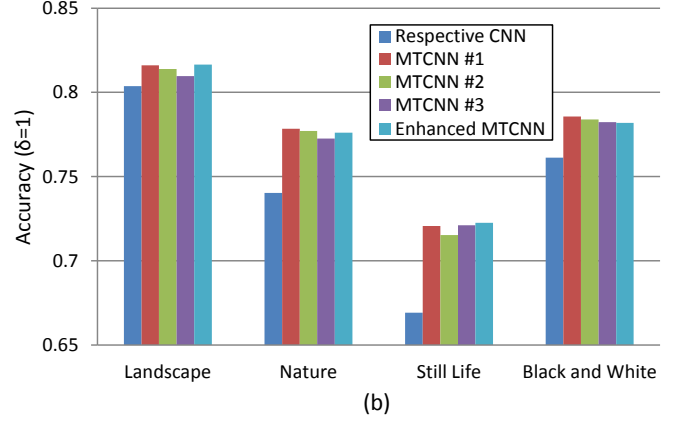 0.85
0.8
0.75
0.7
0.65
Accuracy (δ=1)
Respective CNN
MTCNN #1
MTCNN #2
MTCNN #3
Enhanced MTCNN
Landscape Nature Still Life Black and White
(b)